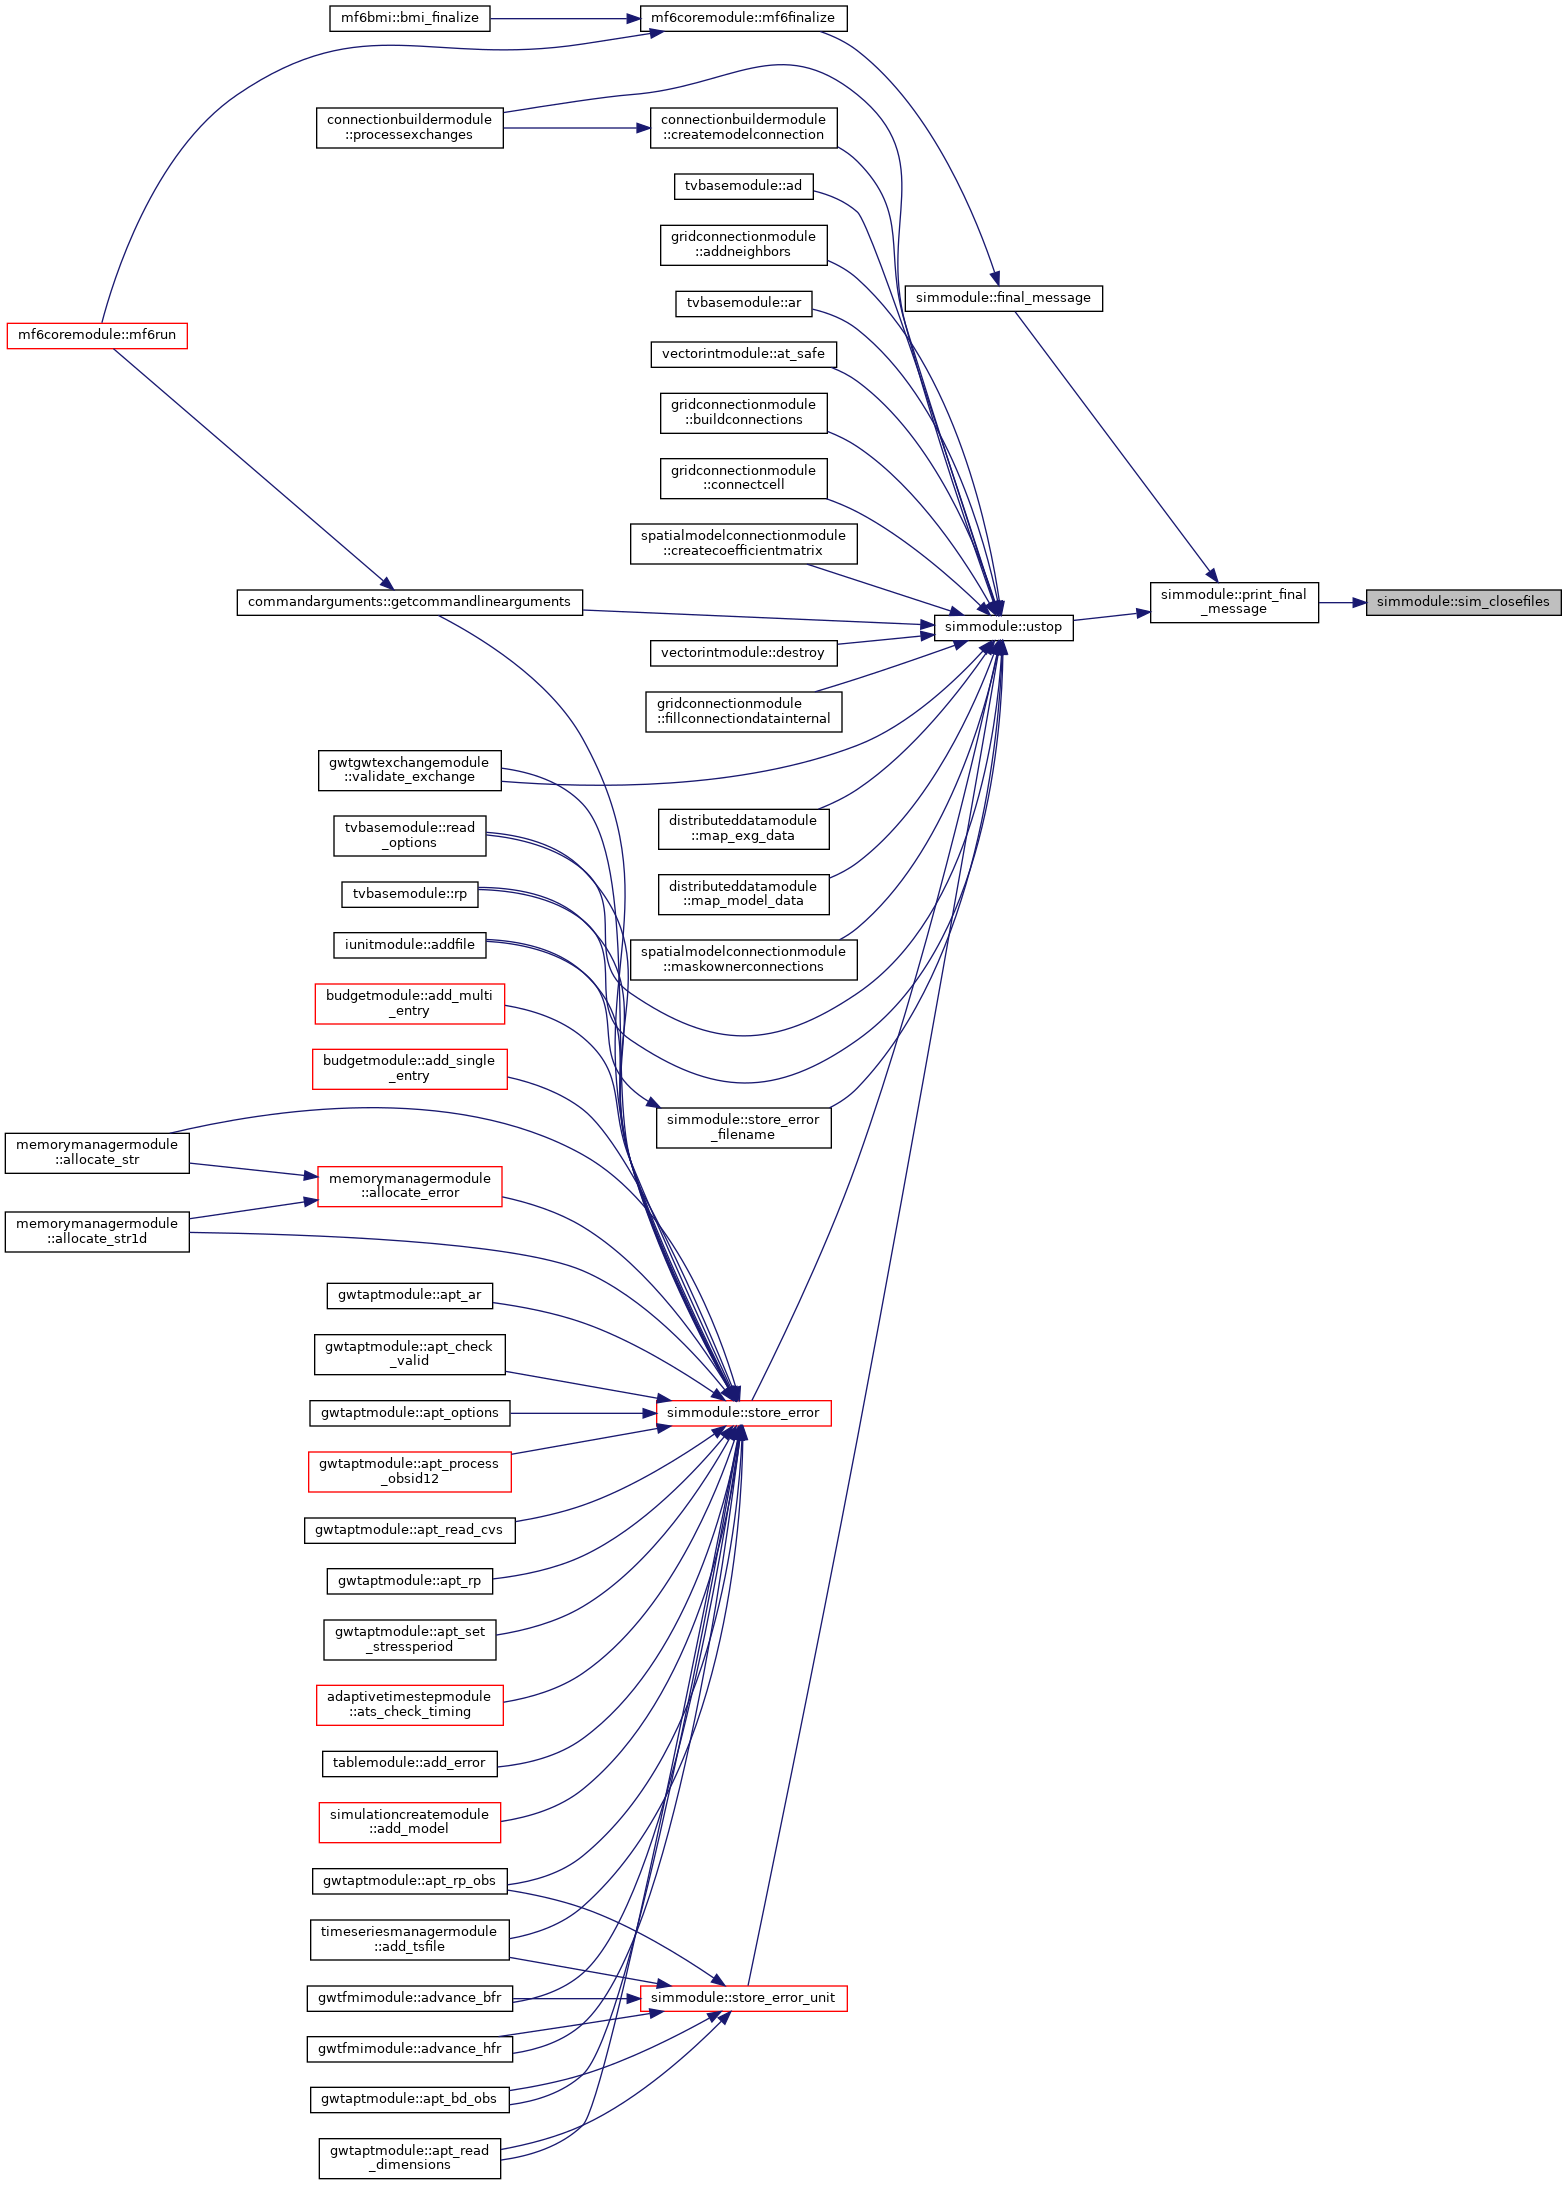 mf6bmi::bmi_finalize
mf6coremodule::mf6finalize
connectionbuildermodule
::processexchanges
connectionbuildermodule
::createmodelconnection
tvbasemodule::ad
gridconnectionmodule
::addneighbors
simmodule::final_message
tvbasemodule::ar
mf6coremodule::mf6run
vectorintmodule::at_safe
gridconnectionmodule
::buildconnections
gridconnectionmodule
::connectcell
spatialmodelconnectionmodule
::createcoefficientmatrix
commandarguments::getcommandlinearguments
simmodule::ustop
simmodule::print_final
_message
simmodule::sim_closefiles
vectorintmodule::destroy
gridconnectionmodule
::fillconnectiondatainternal
gwtgwtexchangemodule
::validate_exchange
distributeddatamodule
::map_exg_data
tvbasemodule::read
_options
distributeddatamodule
::map_model_data
tvbasemodule::rp
iunitmodule::addfile
spatialmodelconnectionmodule
::maskownerconnections
budgetmodule::add_multi
_entry
budgetmodule::add_single
_entry
simmodule::store_error
_filename
memorymanagermodule
::allocate_str
memorymanagermodule
::allocate_error
memorymanagermodule
::allocate_str1d
gwtaptmodule::apt_ar
gwtaptmodule::apt_check
_valid
gwtaptmodule::apt_options
simmodule::store_error
gwtaptmodule::apt_process
_obsid12
gwtaptmodule::apt_read_cvs
gwtaptmodule::apt_rp
gwtaptmodule::apt_set
_stressperiod
adaptivetimestepmodule
::ats_check_timing
tablemodule::add_error
simulationcreatemodule
::add_model
gwtaptmodule::apt_rp_obs
timeseriesmanagermodule
::add_tsfile
gwtfmimodule::advance_bfr
simmodule::store_error_unit
gwtfmimodule::advance_hfr
gwtaptmodule::apt_bd_obs
gwtaptmodule::apt_read
_dimensions